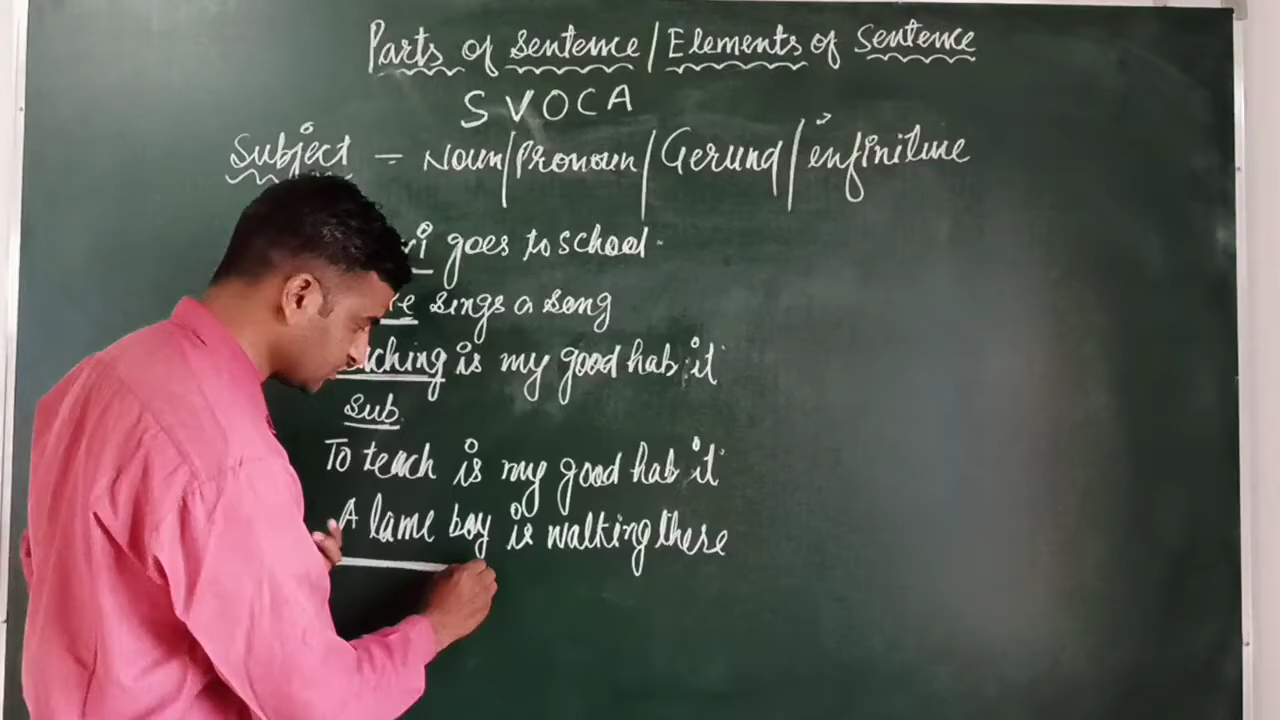 Parts of sentence / Elements of Sentence
SVOCA
Subject = Noun/Pronoun/Gerund/infinitive
goes to school.
sings a song
is my good habit
Sub.
To teach is my good habit
A lame boy is walking there